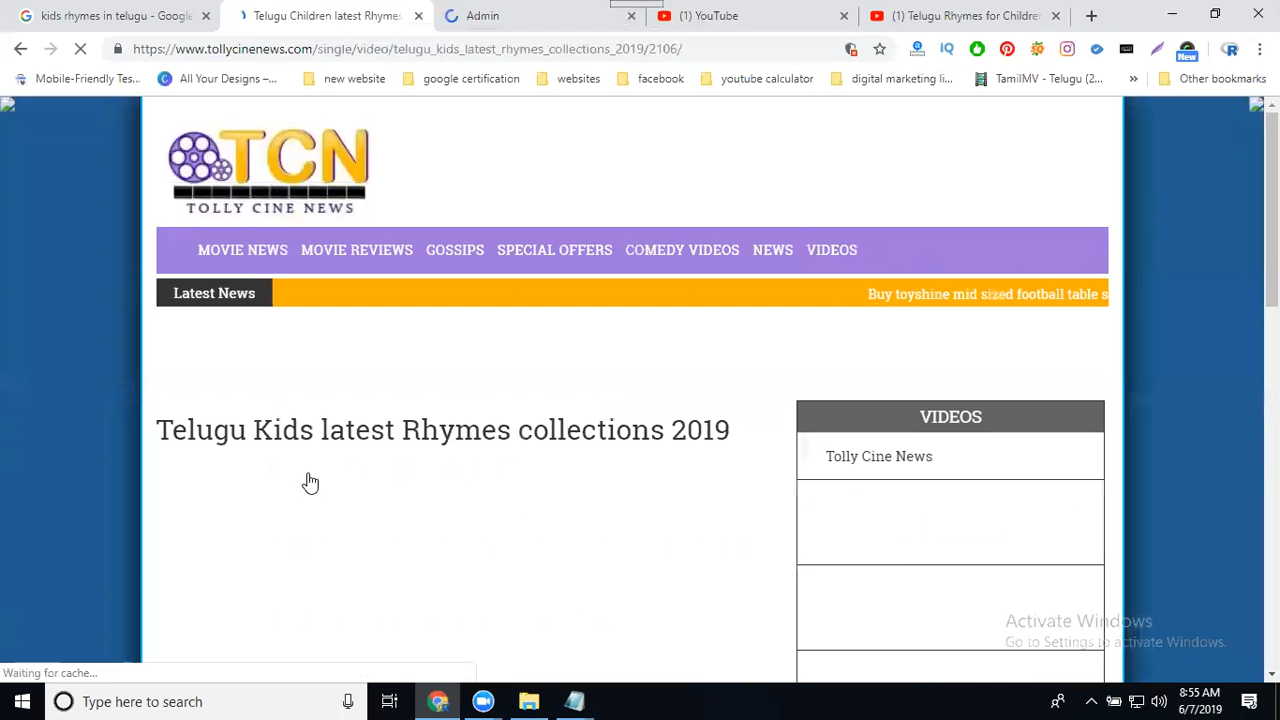 kids rhymes in telugu - Google
Telugu Children latest Rhymes
Admin
(1) YouTube
(1) Telugu Rhymes for Children
https://www.tollycinenews.com/single/video/telugu_kids_latest_rhymes_collections_2019/2106/
New
Mobile-Friendly Tes...
All Your Designs –...
new website
google certification
websites
facebook
youtube calculator
digital marketing li...
TamilMV - Telugu (2...
Other bookmarks
TCN
TOLLY CINE NEWS
MOVIE NEWS MOVIE REVIEWS GOSSIPS SPECIAL OFFERS COMEDY VIDEOS NEWS VIDEOS
Latest News
Buy toyshine mid sized football table s
Telugu Kids latest Rhymes collections 2019
VIDEOS
Tolly Cine News
Activate Windows
Go to Settings to activate Windows.
Waiting for cache...
Type here to search
8:55 AM
6/7/2019